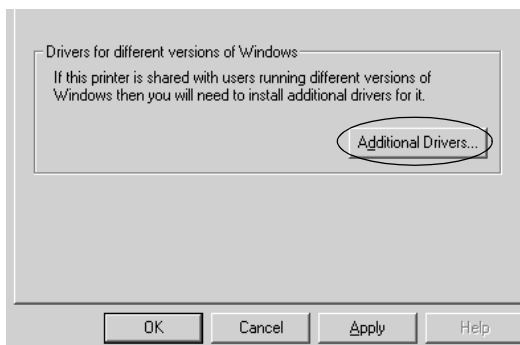 Drivers for different versions of Windows
If this printer is shared with users running different versions of
Windows then you will need to install additional drivers for it.
Additional Drivers...
OK Cancel Apply Help